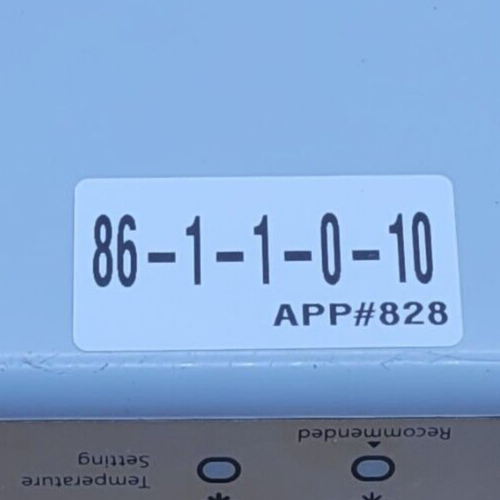 86-1-1-0-10
APP#828
Recommended
Temperature
Setting